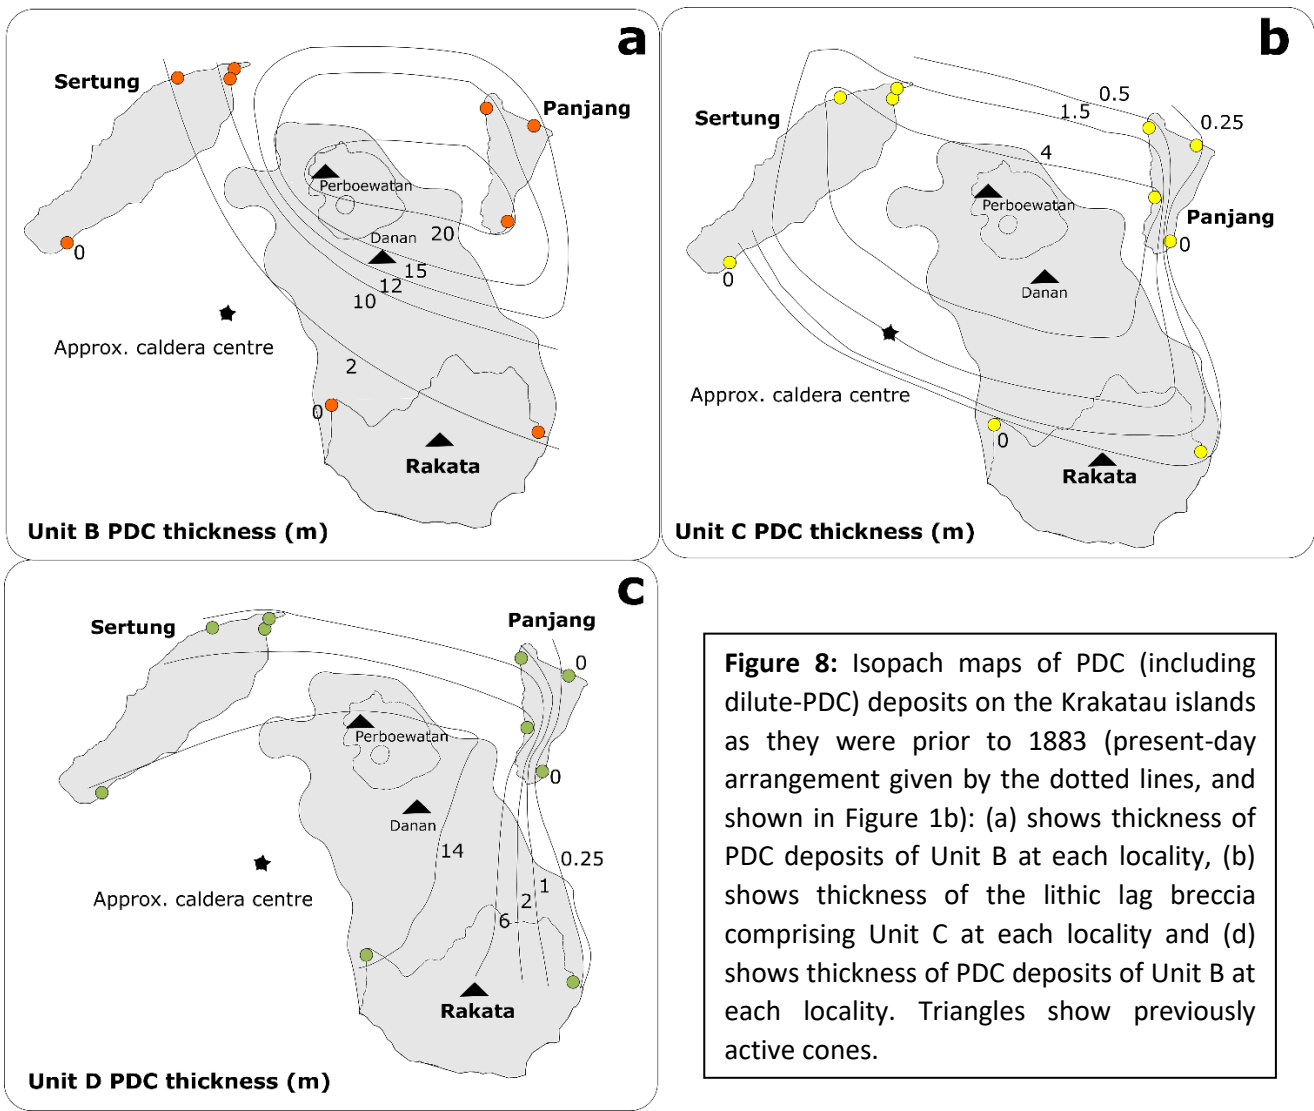 a
Sertung
Panjang
Perboewatan
Danan
20
15
12
10
0
Approx. caldera centre
2
0
Rakata
Unit B PDC thickness (m)
b
0.5
0.25
1.5
Sertung
4
Perboewatan
Panjang
0
Danan
0
Approx. caldera centre
0
Rakata
Unit C PDC thickness (m)
c
Sertung
Panjang
0
Perboewatan
0
Danan
14
0.25
1
2
6
Approx. caldera centre
Rakata
Unit D PDC thickness (m)
Figure 8: Isopach maps of PDC (including
dilute-PDC) deposits on the Krakatau islands
as they were prior to 1883 (present-day
arrangement given by the dotted lines, and
shown in Figure 1b): (a) shows thickness of
PDC deposits of Unit B at each locality, (b)
shows thickness of the lithic lag breccia
comprising Unit C at each locality and (d)
shows thickness of PDC deposits of Unit B at
each locality. Triangles show previously
active cones.